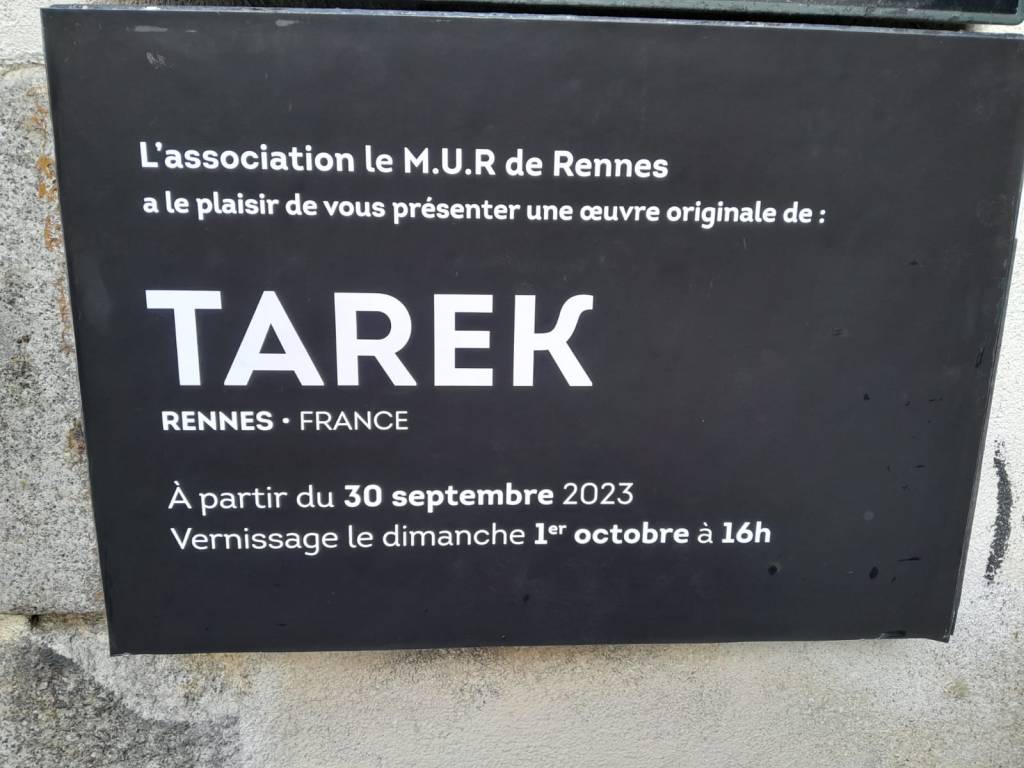 L'association le M.U.R de Rennes
a le plaisir de vous présenter une œuvre originale de :
TAREK
RENNES • FRANCE
À partir du 30 septembre 2023
Vernissage le dimanche 1er octobre à 16h